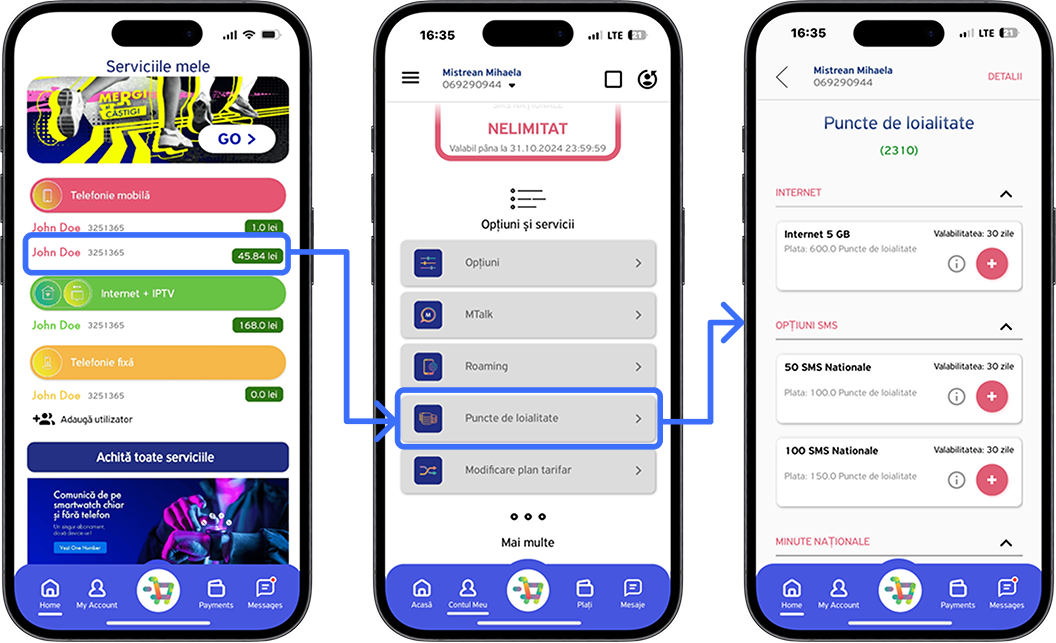 Serviciile mele
MERGI
ȘI
CÂȘTIGI
GO >
Telefonie mobilă
John Doe 3251365 1.0 lei
John Doe 3251365 45.84 lei
Internet + IPTV
John Doe 3251365 168.0 lei
Telefonie fixă
John Doe 3251365 0.0 lei
Adaugă utilizator
Achită toate serviciile
Comunică de pe
smartwatch chiar
și fără telefon
Un singur abonament,
două device-uri!
Vezi One Number
Home My Account Payments Messages
16:35 LTE 21
Mistrean Mihaela
069290944
NELIMITAT
Valabil pâna la 31.10.2024 23:59:59
Opțiuni și servicii
Opțiuni
MTalk
Roaming
Puncte de loialitate
Modificare plan tarifar
Mai multe
Acasă Contul Meu Plați Mesaje
16:35 LTE 21
Mistrean Mihaela
069290944
DETALII
Puncte de loialitate
(2310)
INTERNET
Internet 5 GB Valabilitatea: 30 zile
Plata: 600.0 Puncte de loialitate
OPȚIUNI SMS
50 SMS Nationale Valabilitatea: 30 zile
Plata: 100.0 Puncte de loialitate
100 SMS Nationale Valabilitatea: 30 zile
Plata: 150.0 Puncte de loialitate
MINUTE NAȚIONALE
Home My Account Payments Messages